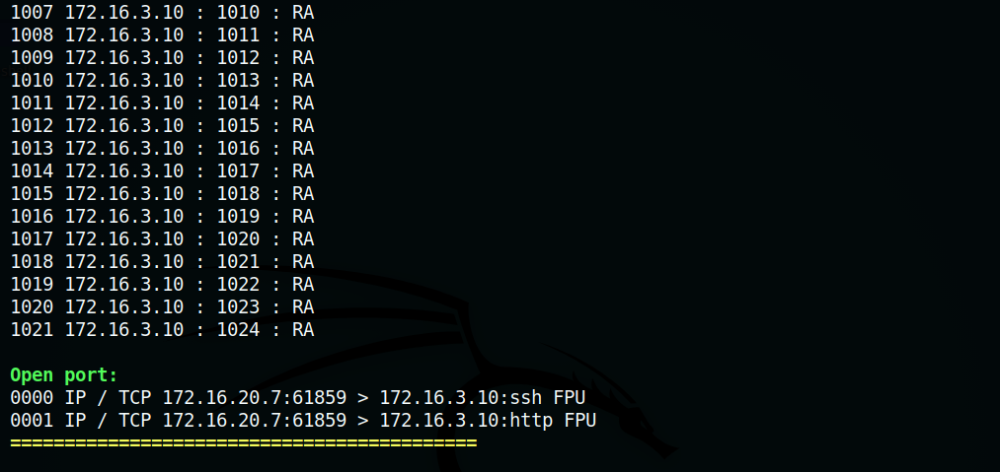 1007 172.16.3.10 : 1010 : RA
1008 172.16.3.10 : 1011 : RA
1009 172.16.3.10 : 1012 : RA
1010 172.16.3.10 : 1013 : RA
1011 172.16.3.10 : 1014 : RA
1012 172.16.3.10 : 1015 : RA
1013 172.16.3.10 : 1016 : RA
1014 172.16.3.10 : 1017 : RA
1015 172.16.3.10 : 1018 : RA
1016 172.16.3.10 : 1019 : RA
1017 172.16.3.10 : 1020 : RA
1018 172.16.3.10 : 1021 : RA
1019 172.16.3.10 : 1022 : RA
1020 172.16.3.10 : 1023 : RA
1021 172.16.3.10 : 1024 : RA
Open port:
0000 IP / TCP 172.16.20.7:61859 > 172.16.3.10:ssh FPU
0001 IP / TCP 172.16.20.7:61859 > 172.16.3.10:http FPU
===========================================